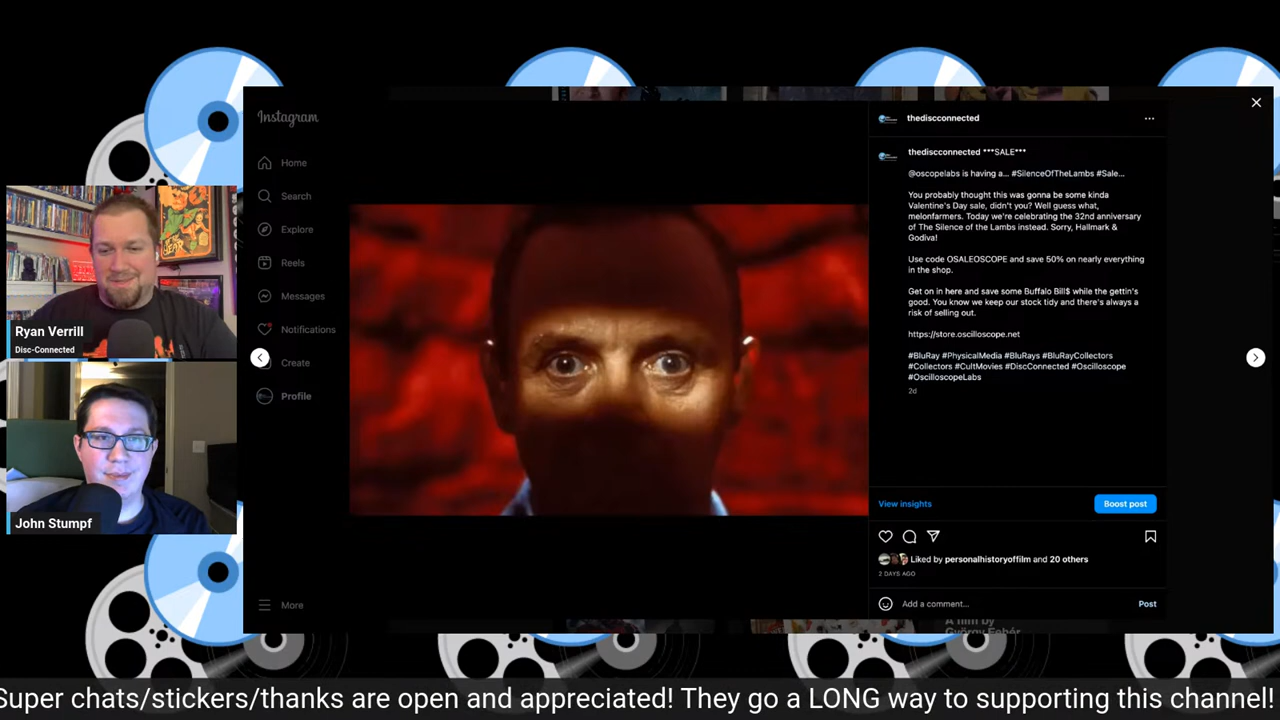 Instagram
Home
Search
Explore
Reels
Messages
Notifications
Create
Profile
More
Ryan Verrill
Disc-Connected
John Stumpf
thediscconnected
thediscconnected ***SALE***
@oscopelabs is having a... #SilenceOfTheLambs #Sale...
You probably thought this was gonna be some kinda
Valentine's Day sale, didn't you? Well guess what,
melonfarmers. Today we're celebrating the 32nd anniversary
of The Silence of the Lambs instead. Sorry, Hallmark &
Godiva!
Use code OSALEOSCOPE and save 50% on nearly everything
in the shop.
Get on in here and save some Buffalo Bill$ while the gettin's
good. You know we keep our stock tidy and there's always a
risk of selling out.
https://store.oscilloscope.net
#BluRay #PhysicalMedia #BluRays #BluRayCollectors
#Collectors #CultMovies #DiscConnected #Oscilloscope
#OscilloscopeLabs
2d
View insights
Boost post
Liked by personalhistoryoffilm and 20 others
2 DAYS AGO
Add a comment...
Post
A film by
György Fehér
Super chats/stickers/thanks are open and appreciated! They go a LONG way to supporting this channel!